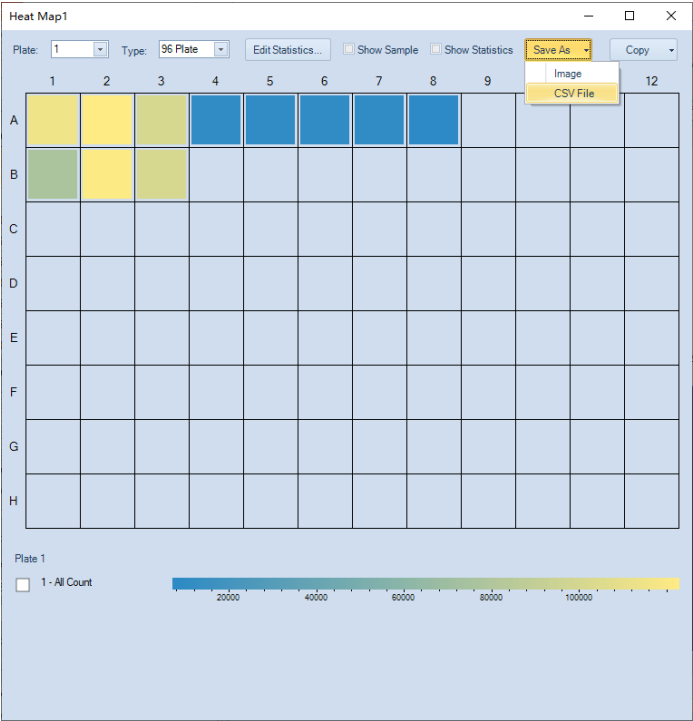 Heat Map1
Plate: 1 Type: 96 Plate Edit Statistics... Show Sample Show Statistics Save As Copy
Image
CSV File
1 2 3 4 5 6 7 8 9 12
A
B
C
D
E
F
G
H
Plate 1
1 - All Count
20000 40000 60000 80000 100000